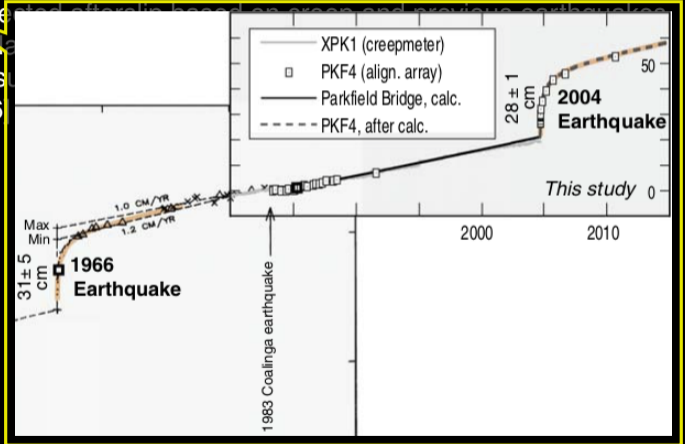 XPK1 (creepmeter)
PKF4 (align. array)
Parkfield Bridge, calc.
PKF4, after calc.
50
28 ± 1
cm
2004
Earthquake
This study
0
2000
2010
1.0 CM/YR
1.2 CM/YR
Max
Min
31± 5
cm
1966
Earthquake
1983 Coalinga earthquake